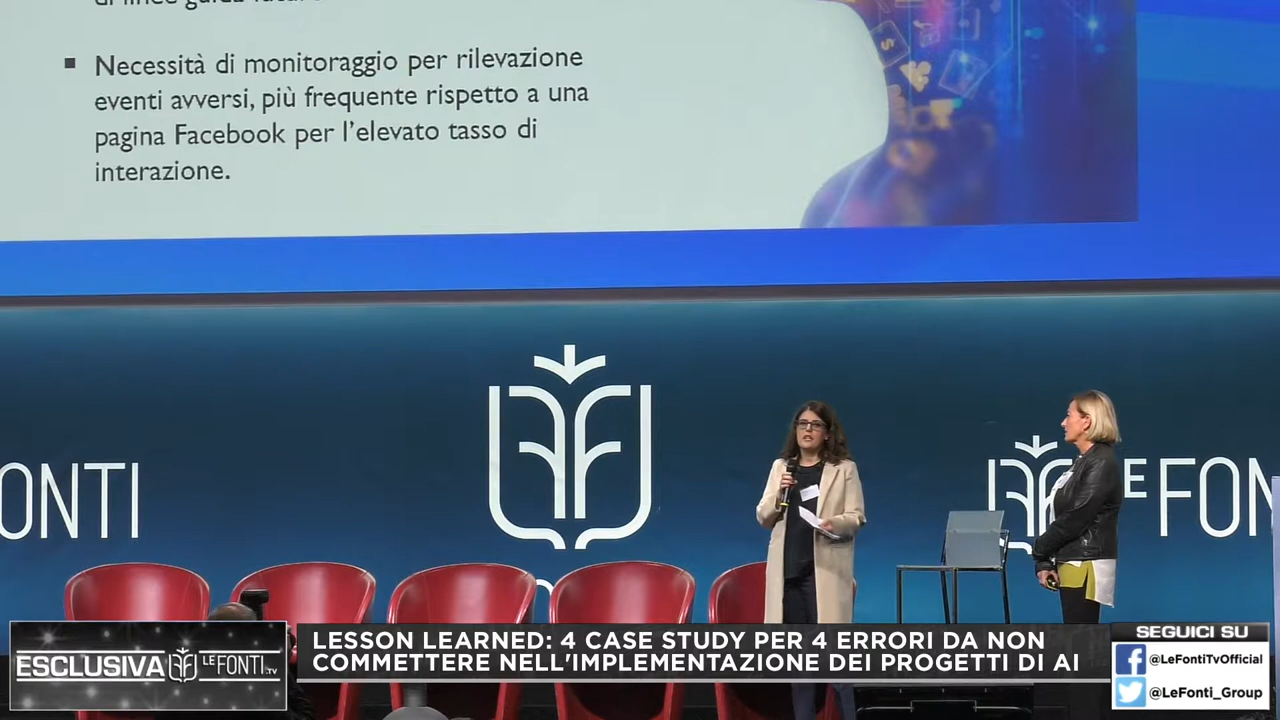 Necessità di monitoraggio per rilevazione
eventi avversi, più frequente rispetto a una
pagina Facebook per l'elevato tasso di
interazione.
ONTI
LE FON
LESSON LEARNED: 4 CASE STUDY PER 4 ERRORI DA NON
COMMETTERE NELL'IMPLEMENTAZIONE DEI PROGETTI DI AI
ESCLUSIVA LE FONTI.TV
SEGUICI SU
@LeFontiTvOfficial
@LeFonti_Group